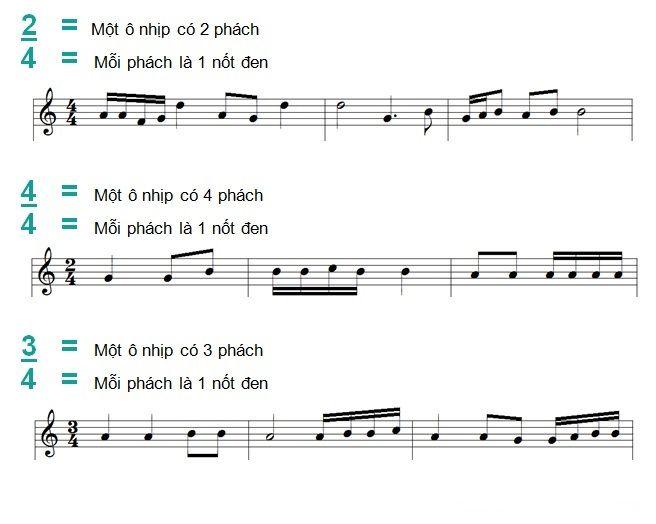 2 = Một ô nhịp có 2 phách
4 = Mỗi phách là 1 nốt đen
4
4
4 = Một ô nhịp có 4 phách
4 = Mỗi phách là 1 nốt đen
2
4
3 = Một ô nhịp có 3 phách
4 = Mỗi phách là 1 nốt đen
3
4